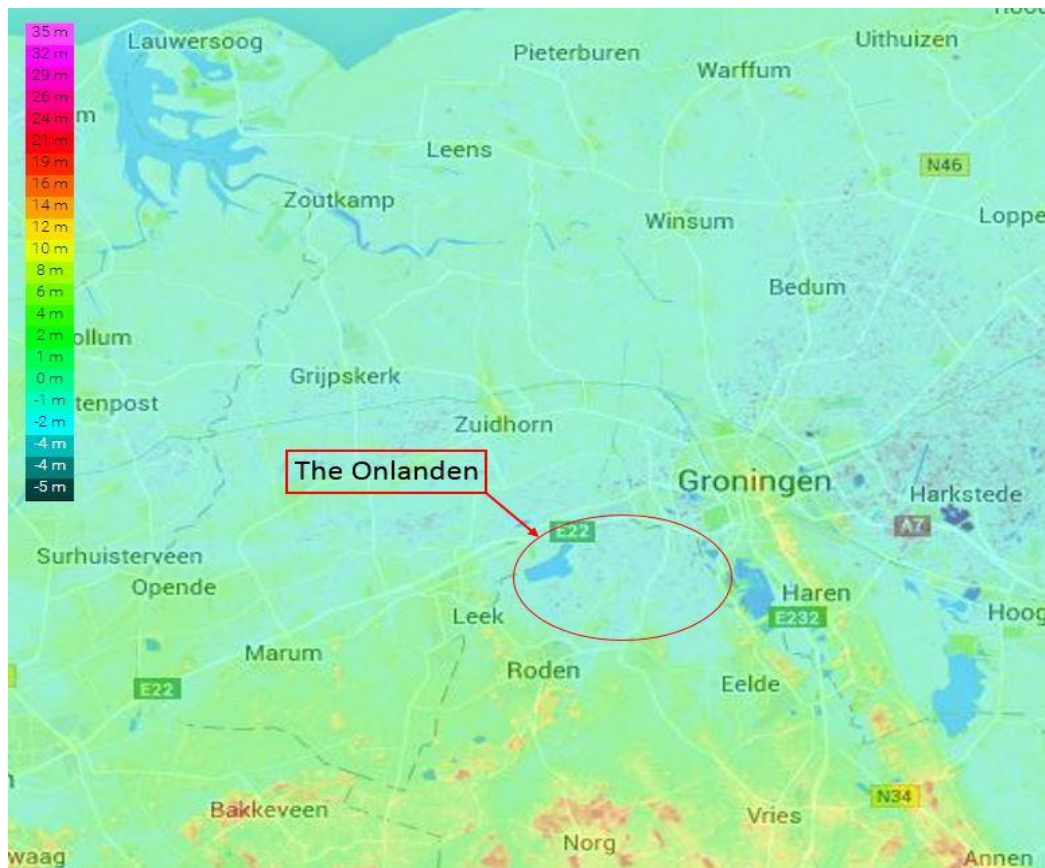 35 m
32 m
29 m
26 m
24 m
21 m
19 m
16 m
14 m
12 m
10 m
8 m
6 m
4 m
2 m
1 m
0 m
-1 m
-2 m
-4 m
-4 m
-5 m
Lauwersoog
Pieterburen
Uithuizen
Warffum
m
Leens
N46
Zoutkamp
Winsum
Loppe
Bedum
ollum
Grijpskerk
tenpost
Zuidhorn
The Onlanden
Groningen
Harkstede
E22
A7
Surhuisterveen
Opende
Haren
Leek
E232
Hoog
Marum
Roden
E22
Eelde
N34
Bakkeveen
Vries
Norg
waag
Annen